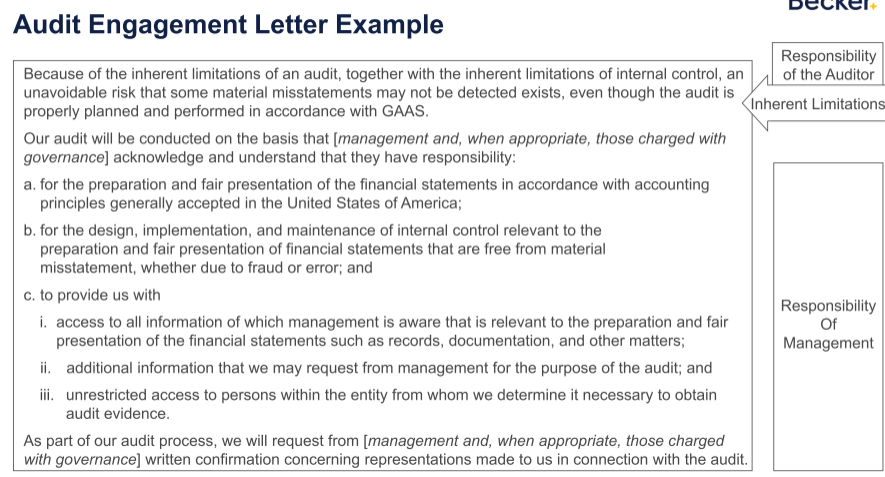 Becker
Audit Engagement Letter Example
Responsibility
of the Auditor
Because of the inherent limitations of an audit, together with the inherent limitations of internal control, an
unavoidable risk that some material misstatements may not be detected exists, even though the audit is
properly planned and performed in accordance with GAAS.
Inherent Limitations
Our audit will be conducted on the basis that [management and, when appropriate, those charged with
governance] acknowledge and understand that they have responsibility:
a. for the preparation and fair presentation of the financial statements in accordance with accounting
principles generally accepted in the United States of America;
b. for the design, implementation, and maintenance of internal control relevant to the
preparation and fair presentation of financial statements that are free from material
misstatement, whether due to fraud or error; and
c. to provide us with
i. access to all information of which management is aware that is relevant to the preparation and fair
presentation of the financial statements such as records, documentation, and other matters;
ii. additional information that we may request from management for the purpose of the audit; and
iii. unrestricted access to persons within the entity from whom we determine it necessary to obtain
audit evidence.
As part of our audit process, we will request from [management and, when appropriate, those charged
with governance] written confirmation concerning representations made to us in connection with the audit.
Responsibility
Of
Management